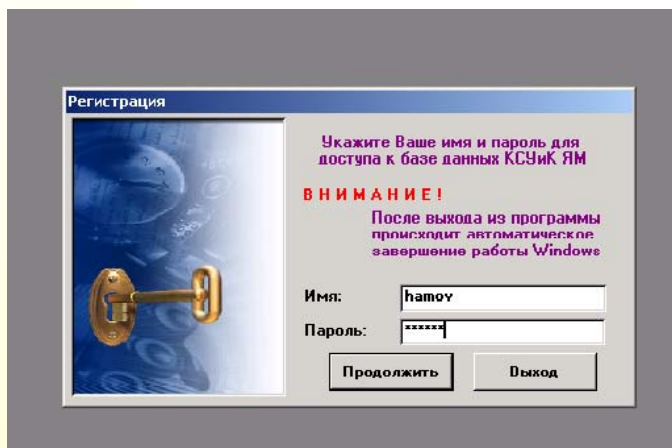 Регистрация
Укажите Ваше имя и пароль для
доступа к базе данных КСУиК ЯМ
ВНИМАНИЕ!
После выхода из программы
происходит автоматическое
завершение работы Windows
Имя: hamov
Пароль: ******
Продолжить Выход